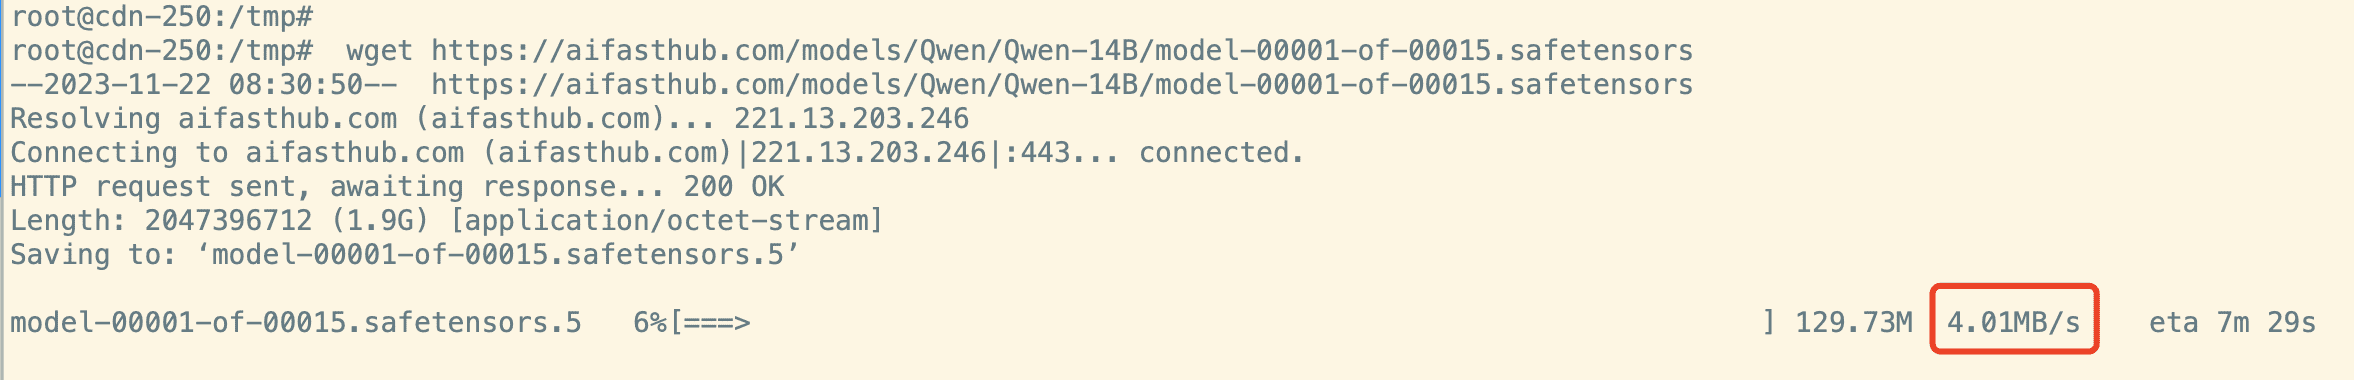 root@cdn-250:/tmp#
root@cdn-250:/tmp#  wget https://aifasthub.com/models/Qwen/Qwen-14B/model-00001-of-00015.safetensors
--2023-11-22 08:30:50--  https://aifasthub.com/models/Qwen/Qwen-14B/model-00001-of-00015.safetensors
Resolving aifasthub.com (aifasthub.com)... 221.13.203.246
Connecting to aifasthub.com (aifasthub.com)|221.13.203.246|:443... connected.
HTTP request sent, awaiting response... 200 OK
Length: 2047396712 (1.9G) [application/octet-stream]
Saving to: ‘model-00001-of-00015.safetensors.5’
model-00001-of-00015.safetensors.5   6%[===>                                                            ] 129.73M  4.01MB/s    eta 7m 29s